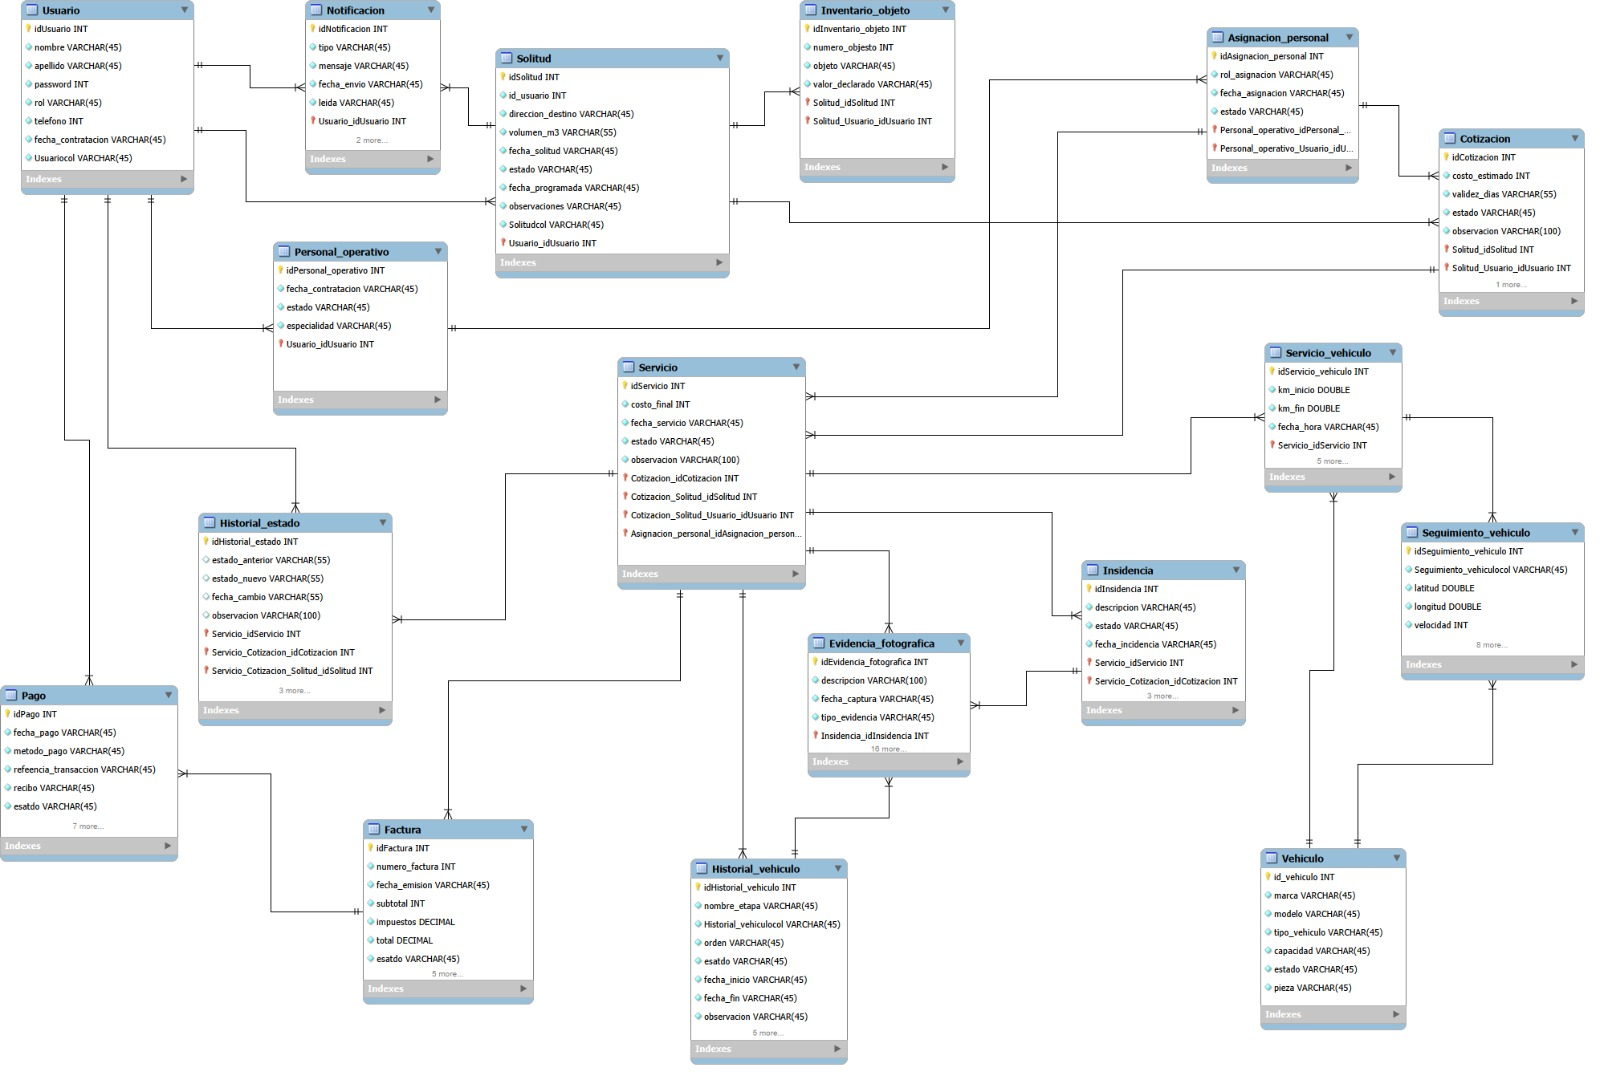 Usuario
idUsuario INT
nombre VARCHAR(45)
apellido VARCHAR(45)
password INT
rol VARCHAR(45)
telefono INT
fecha_contratacion VARCHAR(45)
Usuariocol VARCHAR(45)
Indexes
Notificacion
idNotificacion INT
tipo VARCHAR(45)
mensaje VARCHAR(45)
fecha_envio VARCHAR(45)
leida VARCHAR(45)
Usuario_idUsuario INT
2 more...
Indexes
Solitud
idSolitud INT
id_usuario INT
direccion_destino VARCHAR(45)
volumen_m3 VARCHAR(55)
fecha_solitud VARCHAR(45)
estado VARCHAR(45)
fecha_programada VARCHAR(45)
observaciones VARCHAR(45)
Solitudcol VARCHAR(45)
Usuario_idUsuario INT
Indexes
Inventario_objeto
idInventario_objeto INT
numero_objesto INT
objeto VARCHAR(45)
valor_declarado VARCHAR(45)
Solitud_idSolitud INT
Solitud_Usuario_idUsuario INT
Indexes
Asignacion_personal
idAsignacion_personal INT
rol_asignacion VARCHAR(45)
fecha_asignacion VARCHAR(45)
estado VARCHAR(45)
Personal_operativo_idPersonal_...
Personal_operativo_Usuario_idU...
Indexes
Cotizacion
idCotizacion INT
costo_estimado INT
validez_dias VARCHAR(55)
estado VARCHAR(45)
observacion VARCHAR(100)
Solitud_idSolitud INT
Solitud_Usuario_idUsuario INT
1 more...
Indexes
Personal_operativo
idPersonal_operativo INT
fecha_contratacion VARCHAR(45)
estado VARCHAR(45)
especialidad VARCHAR(45)
Usuario_idUsuario INT
Indexes
Servicio
idServicio INT
costo_final INT
fecha_servicio VARCHAR(45)
estado VARCHAR(45)
observacion VARCHAR(100)
Cotizacion_idCotizacion INT
Cotizacion_Solitud_idSolitud INT
Cotizacion_Solitud_Usuario_idUsuario INT
Asignacion_personal_idAsignacion_person...
Indexes
Servicio_vehiculo
idServicio_vehiculo INT
km_inicio DOUBLE
km_fin DOUBLE
fecha_hora VARCHAR(45)
Servicio_idServicio INT
5 more...
Indexes
Historial_estado
idHistorial_estado INT
estado_anterior VARCHAR(55)
estado_nuevo VARCHAR(55)
fecha_cambio VARCHAR(55)
observacion VARCHAR(100)
Servicio_idServicio INT
Servicio_Cotizacion_idCotizacion INT
Servicio_Cotizacion_Solitud_idSolitud INT
3 more...
Indexes
Seguimiento_vehiculo
idSeguimiento_vehiculo INT
Seguimiento_vehiculocol VARCHAR(45)
latitud DOUBLE
longitud DOUBLE
velocidad INT
8 more...
Indexes
Insidencia
idInsidencia INT
descripcion VARCHAR(45)
estado VARCHAR(45)
fecha_incidencia VARCHAR(45)
Servicio_idServicio INT
Servicio_Cotizacion_idCotizacion INT
3 more...
Indexes
Evidencia_fotografica
idEvidencia_fotografica INT
descripcion VARCHAR(100)
fecha_captura VARCHAR(45)
tipo_evidencia VARCHAR(45)
Insidencia_idInsidencia INT
16 more...
Indexes
Pago
idPago INT
fecha_pago VARCHAR(45)
metodo_pago VARCHAR(45)
refeencia_transaccion VARCHAR(45)
recibo VARCHAR(45)
esatdo VARCHAR(45)
7 more...
Indexes
Factura
idFactura INT
numero_factura INT
fecha_emision VARCHAR(45)
subtotal INT
impuestos DECIMAL
total DECIMAL
esatdo VARCHAR(45)
5 more...
Indexes
Historial_vehiculo
idHistorial_vehiculo INT
nombre_etapa VARCHAR(45)
Historial_vehiculocol VARCHAR(45)
orden VARCHAR(45)
esatdo VARCHAR(45)
fecha_inicio VARCHAR(45)
fecha_fin VARCHAR(45)
observacion VARCHAR(45)
5 more...
Indexes
Vehiculo
id_vehiculo INT
marca VARCHAR(45)
modelo VARCHAR(45)
tipo_vehiculo VARCHAR(45)
capacidad VARCHAR(45)
estado VARCHAR(45)
pieza VARCHAR(45)
Indexes